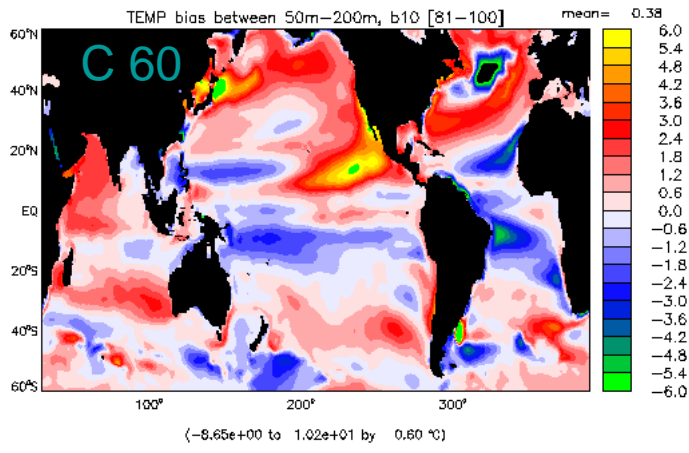 TEMP bias between 50m−200m, b10 [81−100]
mean= 0.38
C 60
60°N
40°N
20°N
EQ
20°S
40°S
60°S
100° 200° 300°
6.0
5.4
4.8
4.2
3.6
3.0
2.4
1.8
1.2
0.6
0.0
−0.6
−1.2
−1.8
−2.4
−3.0
−3.6
−4.2
−4.8
−5.4
−6.0
(−8.65e+00 to 1.02e+01 by 0.60 °C)